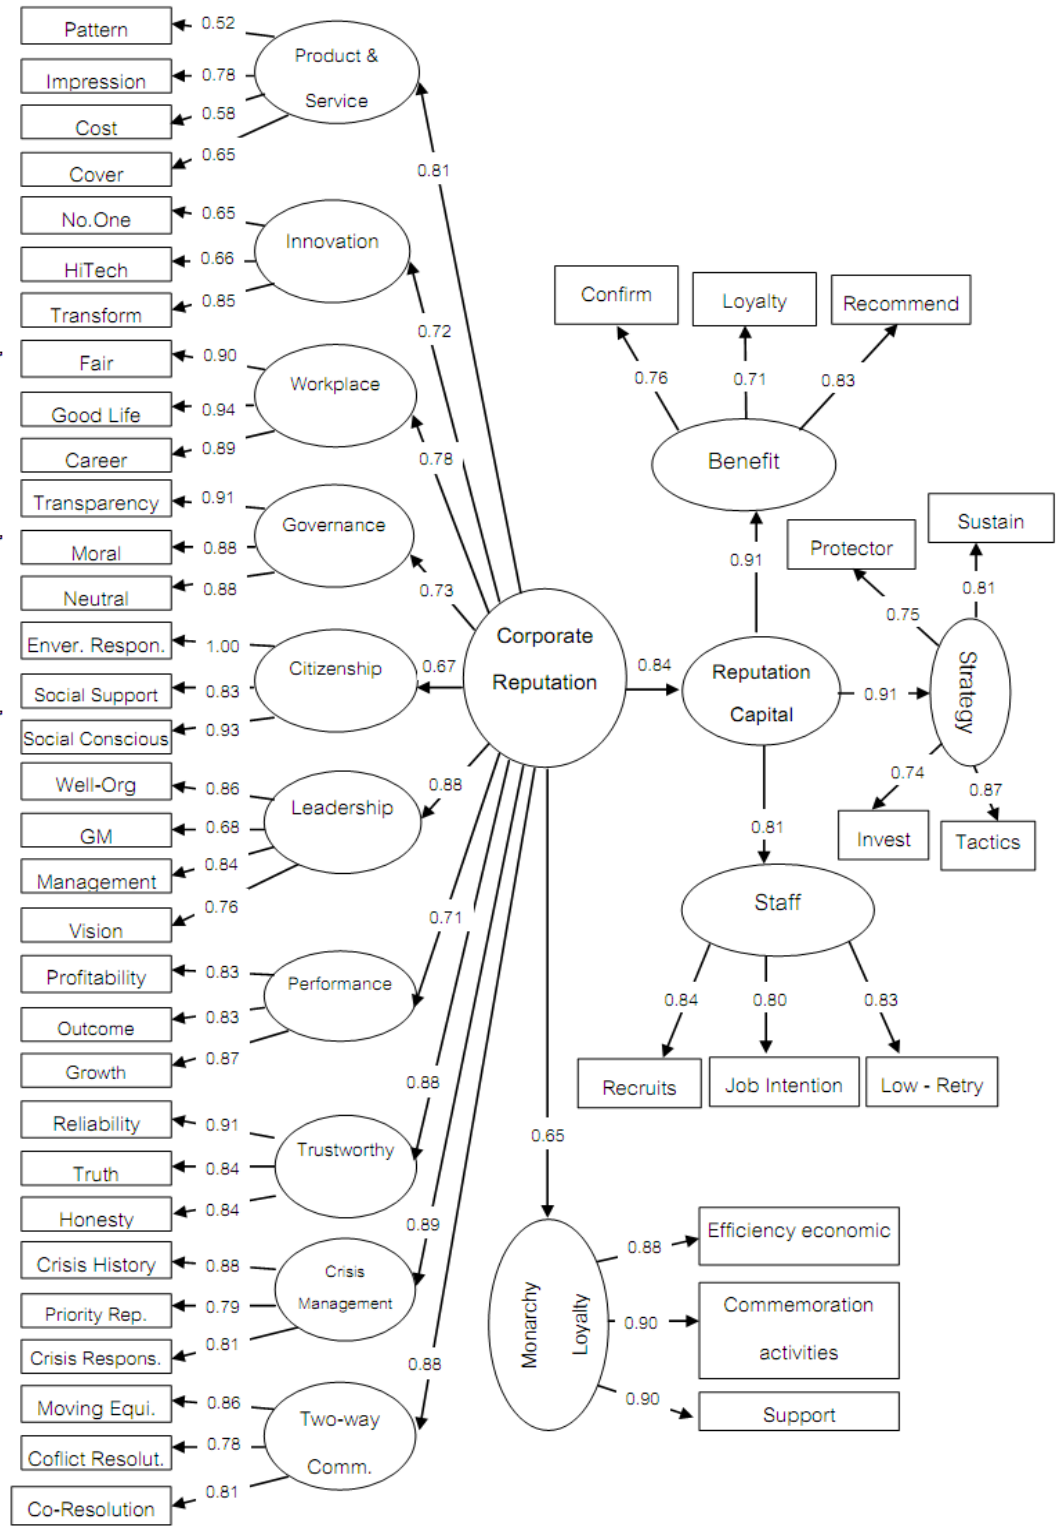 Pattern
0.52
Impression
0.78
Cost
0.58
Cover
0.65
Product &
Service
0.81
No.One
0.65
HiTech
0.66
Transform
0.85
Innovation
0.72
Fair
0.90
Good Life
0.94
Career
0.89
Workplace
0.78
Transparency
0.91
Moral
0.88
Neutral
0.88
Governance
0.73
Enver. Respon.
1.00
Social Support
0.83
Social Conscious
0.93
Citizenship
0.67
Well-Org
0.86
GM
0.68
Management
0.84
Vision
0.76
Leadership
0.88
Profitability
0.83
Outcome
0.83
Growth
0.87
Performance
0.71
Reliability
0.91
Truth
0.84
Honesty
0.84
Trustworthy
0.88
Crisis History
0.88
Priority Rep.
0.79
Crisis Respons.
0.81
Crisis
Management
0.89
Moving Equi.
0.86
Coflict Resolut.
0.78
Co-Resolution
0.81
Two-way
Comm.
0.88
Corporate
Reputation
0.84
Reputation
Capital
0.91
Benefit
Confirm
0.76
Loyalty
0.71
Recommend
0.83
0.91
Strategy
Protector
0.75
Sustain
0.81
Invest
0.74
Tactics
0.87
0.81
Staff
0.84
Recruits
0.80
Job Intention
0.83
Low - Retry
0.65
Monarchy
Loyalty
0.88
Efficiency economic
0.90
Commemoration
activities
0.90
Support